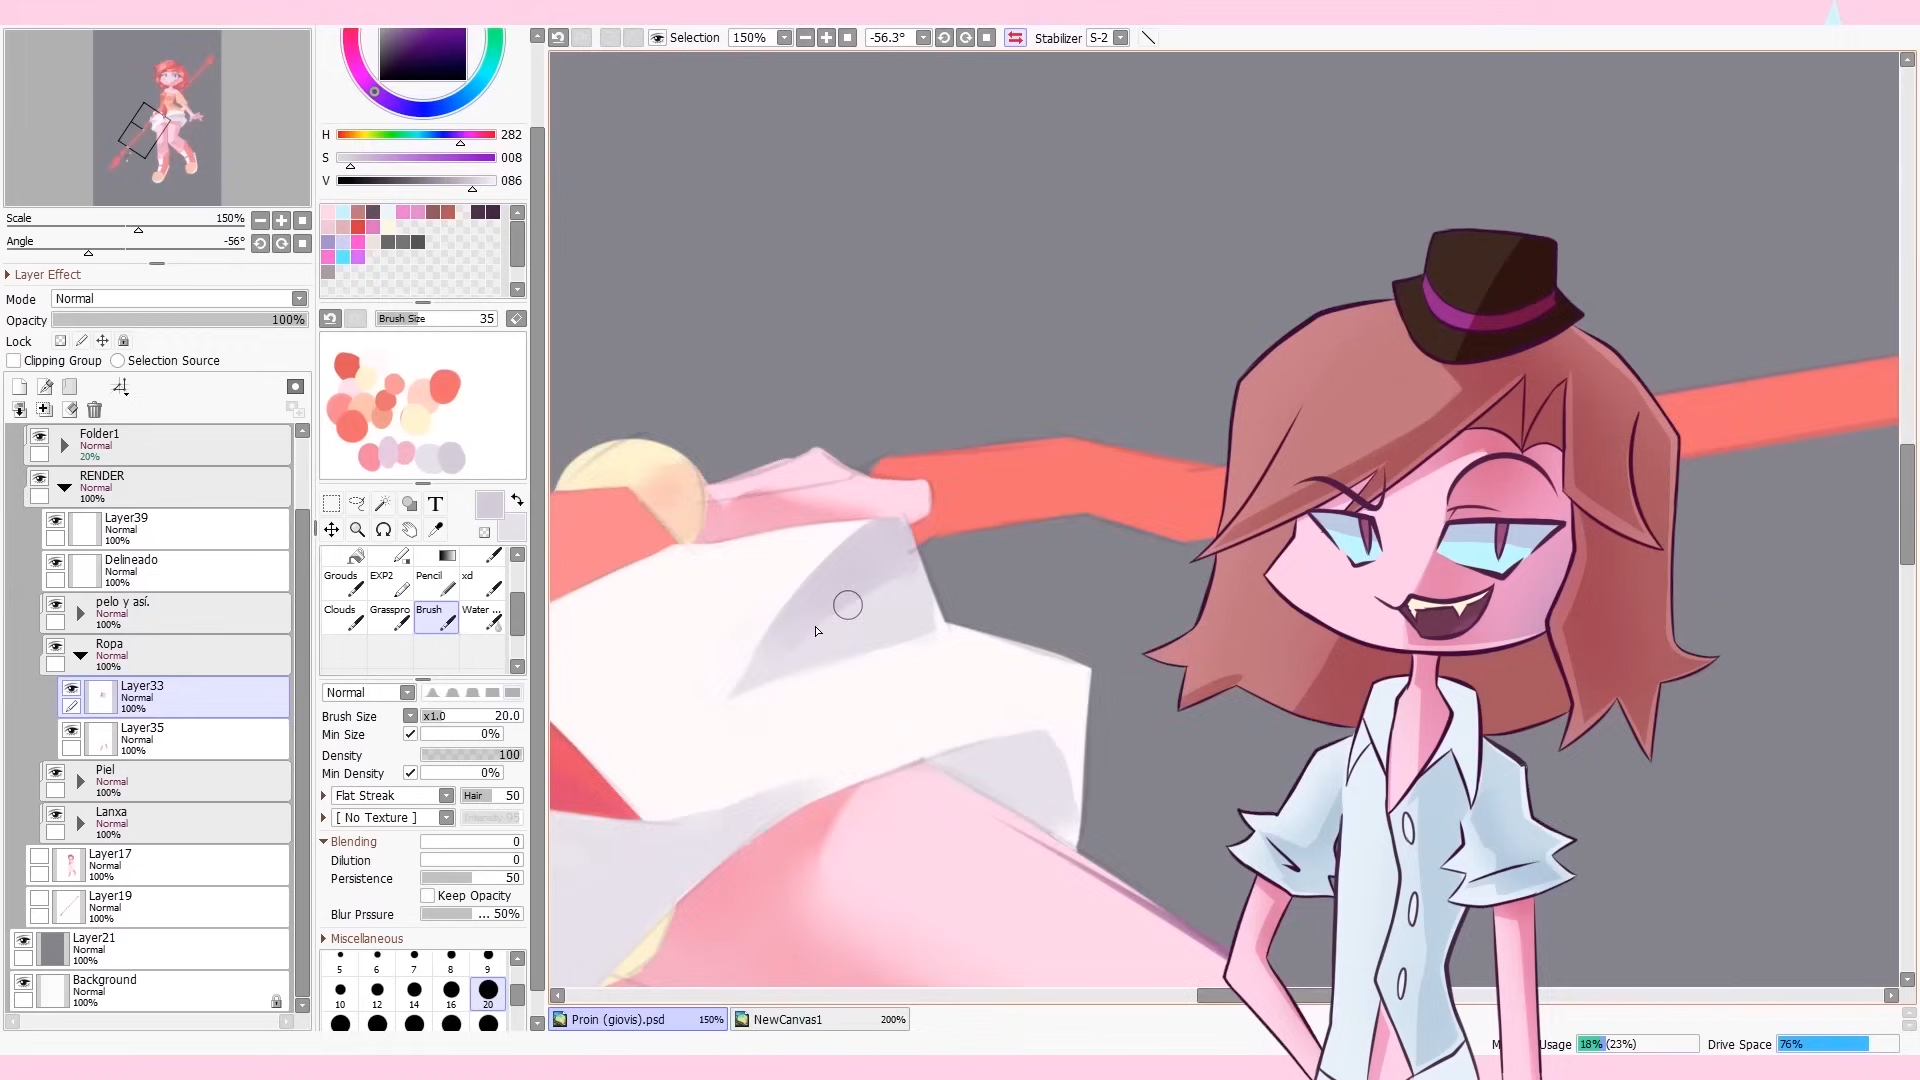 Selection 150% -56.3° Stabilizer S-2
Scale 150%
Angle -56°
Layer Effect
Mode Normal
Opacity 100%
Lock
Clipping Group Selection Source
Folder1
Normal
20%
RENDER
Normal
100%
Layer39
Normal
100%
Delineado
Normal
100%
pelo y así.
Normal
100%
Ropa
Normal
100%
Layer33
Normal
100%
Layer35
Normal
100%
Piel
Normal
100%
Lanxa
Normal
100%
Layer17
Normal
100%
Layer19
Normal
100%
Layer21
Normal
100%
Background
Normal
100%
H 282
S 008
V 086
Brush Size 35
T
Grouds EXP2 Pencil xd
Clouds Grasspro Brush Water ...
Normal
Brush Size x1.0 20.0
Min Size 0%
Density 100
Min Density 0%
Flat Streak Hair 50
[ No Texture ] Intensity 95
Blending 0
Dilution 0
Persistence 50
Keep Opacity
Blur Prssure ... 50%
Miscellaneous
5 6 7 8 9
10 12 14 16 20
Proin (giovis).psd 150% NewCanvas1 200%
Usage 18% (23%) Drive Space 76%